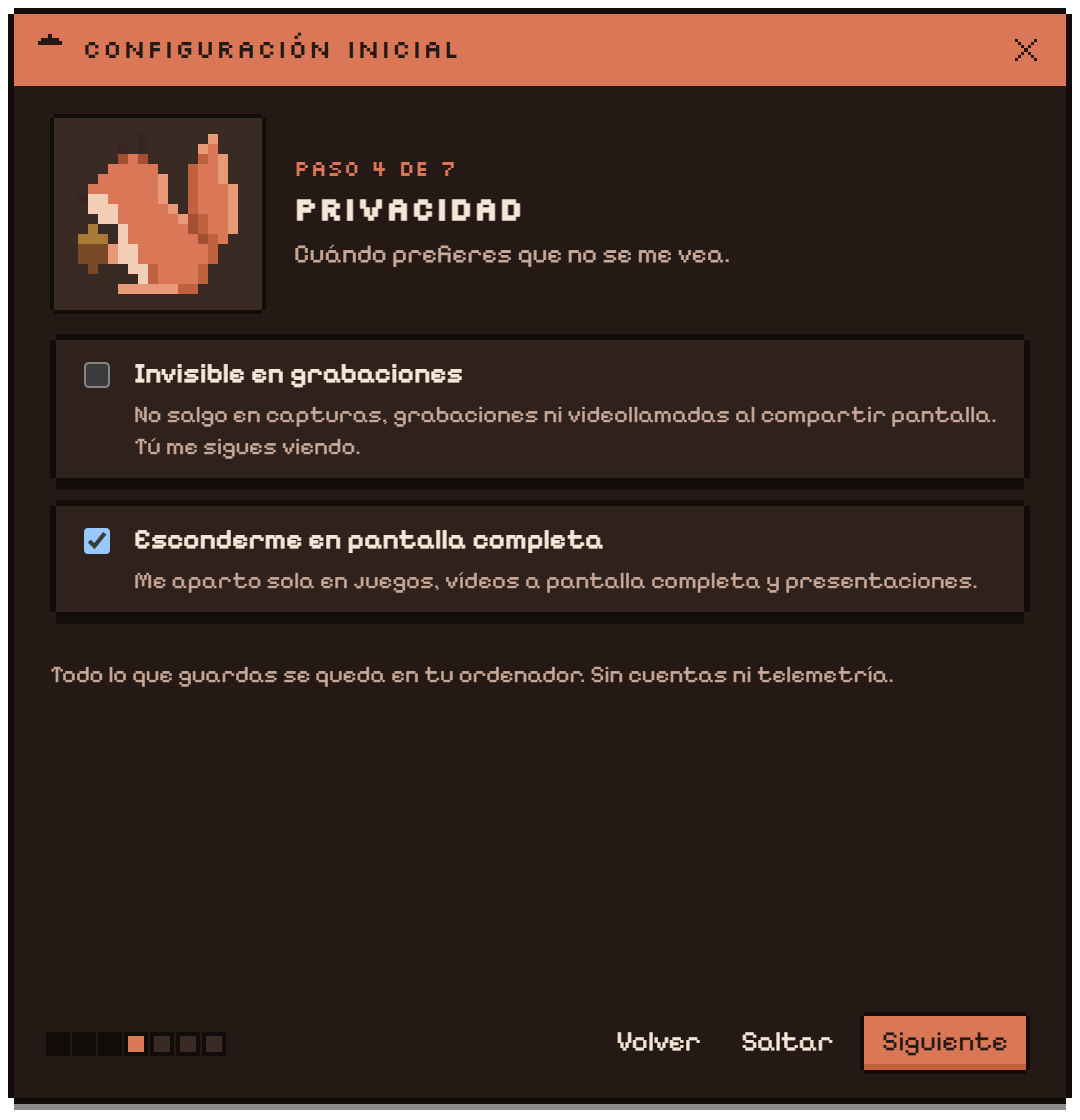 CONFIGURACIÓN INICIAL
PASO 4 DE 7
PRIVACIDAD
Cuándo prefieres que no se me vea.
Invisible en grabaciones
No salgo en capturas, grabaciones ni videollamadas al compartir pantalla.
Tú me sigues viendo.
Esconderme en pantalla completa
Me aparto sola en juegos, vídeos a pantalla completa y presentaciones.
Todo lo que guardas se queda en tu ordenador. Sin cuentas ni telemetría.
Volver Saltar Siguiente